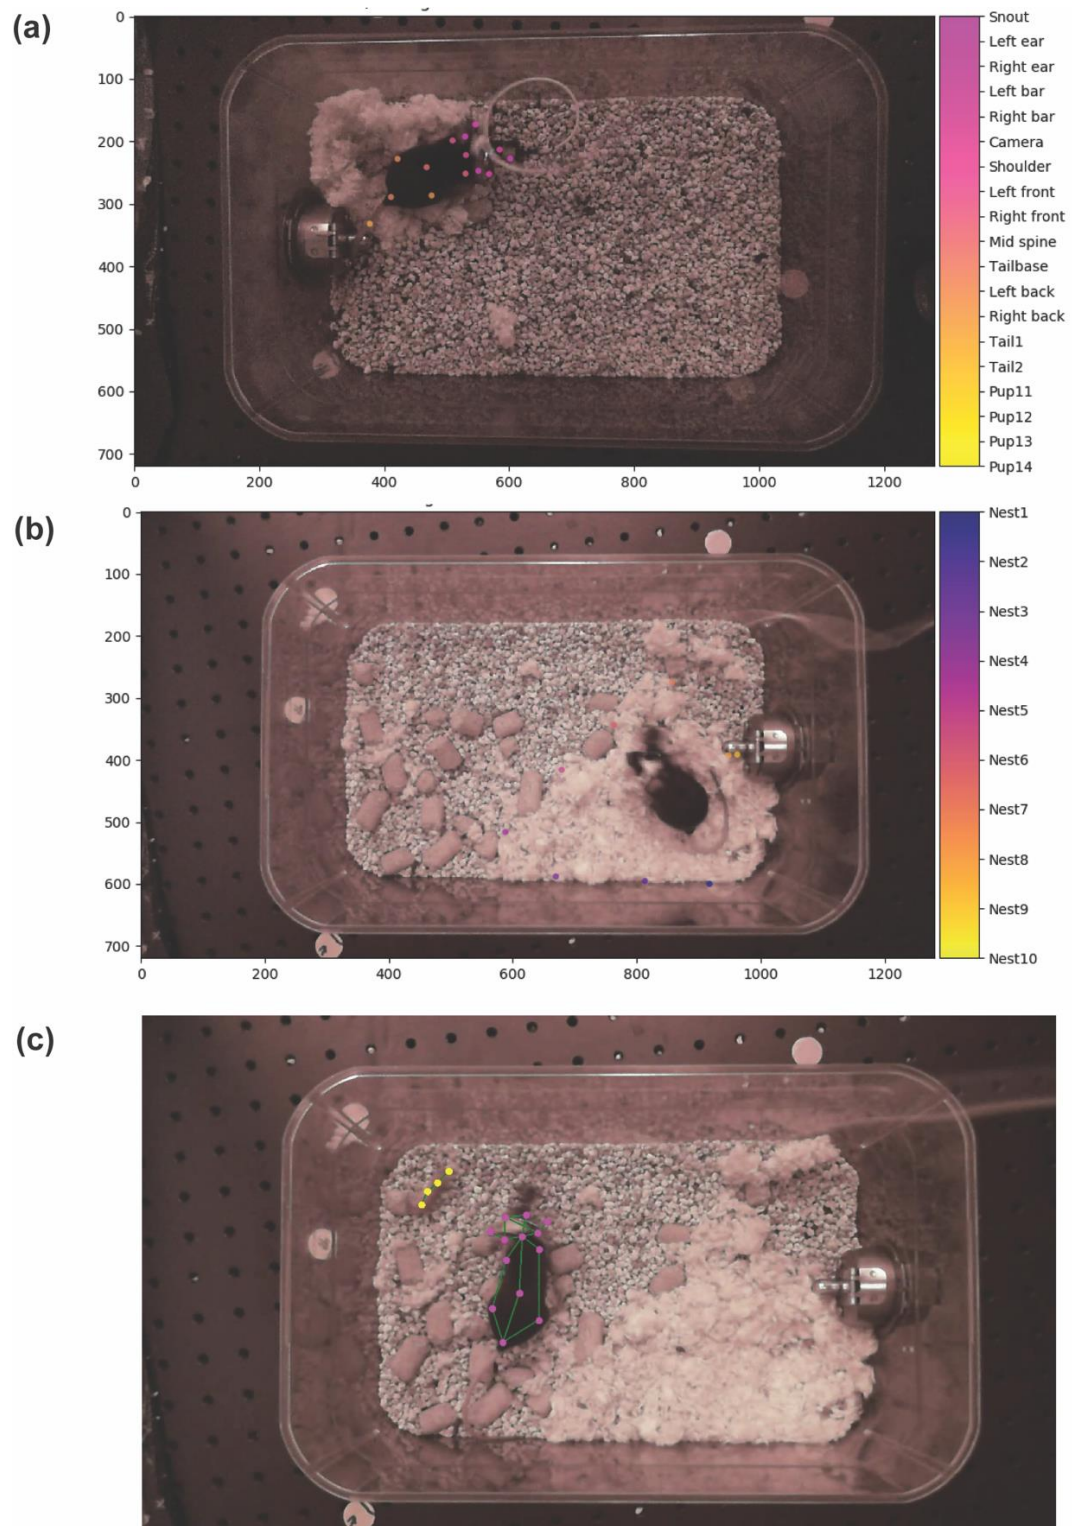 (a)
0
100
200
300
400
500
600
700
0 200 400 600 800 1000 1200
Snout
Left ear
Right ear
Left bar
Right bar
Camera
Shoulder
Left front
Right front
Mid spine
Tailbase
Left back
Right back
Tail1
Tail2
Pup11
Pup12
Pup13
Pup14
(b)
0
100
200
300
400
500
600
700
0 200 400 600 800 1000 1200
Nest1
Nest2
Nest3
Nest4
Nest5
Nest6
Nest7
Nest8
Nest9
Nest10
(c)